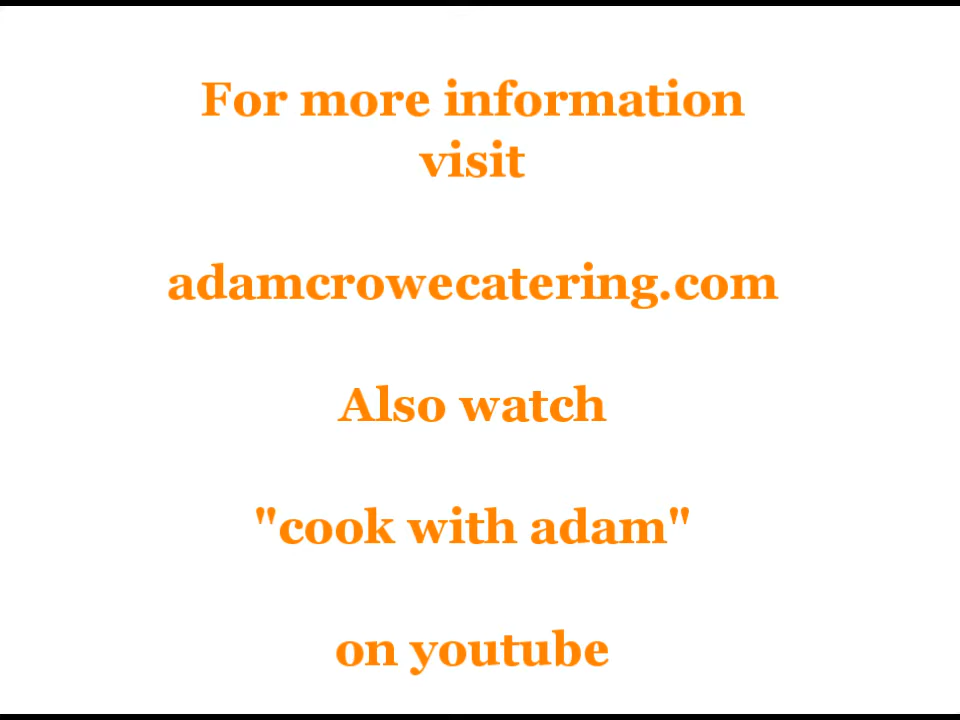 For more information
visit
adamcrowecatering.com
Also watch
"cook with adam"
on youtube